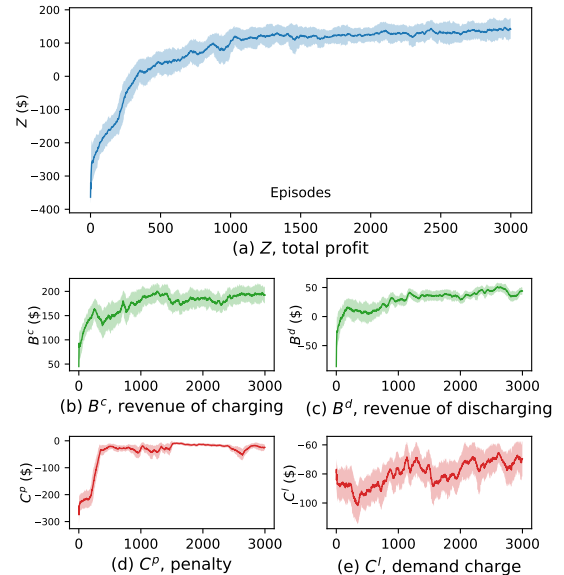 200
100
0
−100
−200
−300
−400
Z ($)
Episodes
0 500 1000 1500 2000 2500 3000
(a) Z, total profit
200
150
100
50
B^c ($)
0 1000 2000 3000
(b) B^c, revenue of charging
50
0
−50
B^d ($)
0 1000 2000 3000
(c) B^d, revenue of discharging
0
−100
−200
−300
C^p ($)
0 1000 2000 3000
(d) C^p, penalty
−60
−80
−100
C^l ($)
0 1000 2000 3000
(e) C^l, demand charge